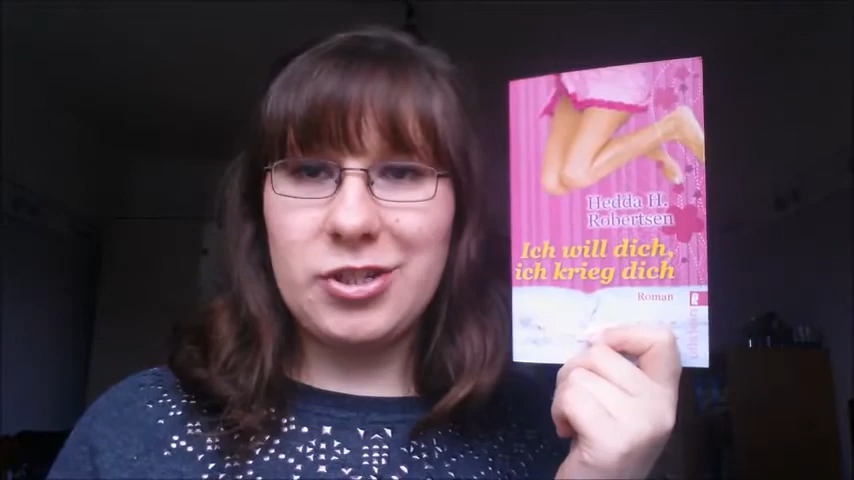 Hedda H.
Robertsen
Ich will dich,
ich krieg dich
Roman